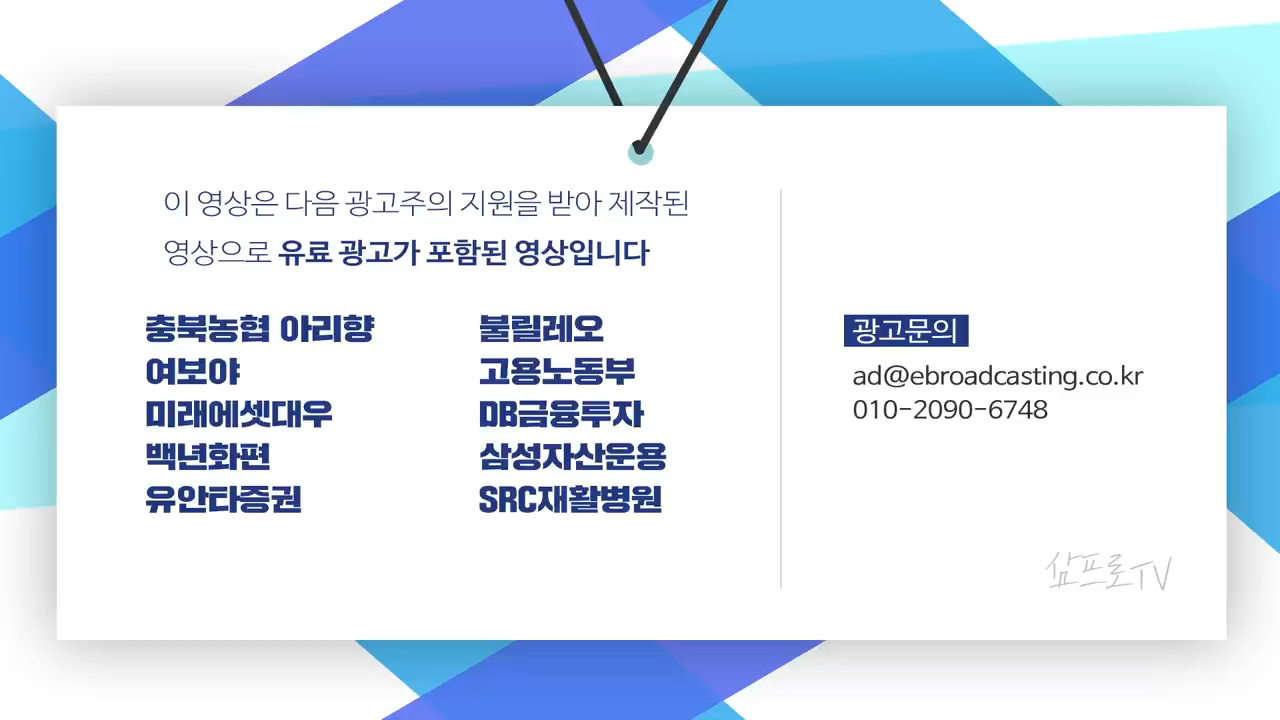 이 영상은 다음 광고주의 지원을 받아 제작된
영상으로 유료 광고가 포함된 영상입니다
충북농협 아리향
여보야
미래에셋대우
백년화편
유안타증권
불릴레오
고용노동부
DB금융투자
삼성자산운용
SRC재활병원
광고문의
ad@ebroadcasting.co.kr
010-2090-6748
삼프로TV